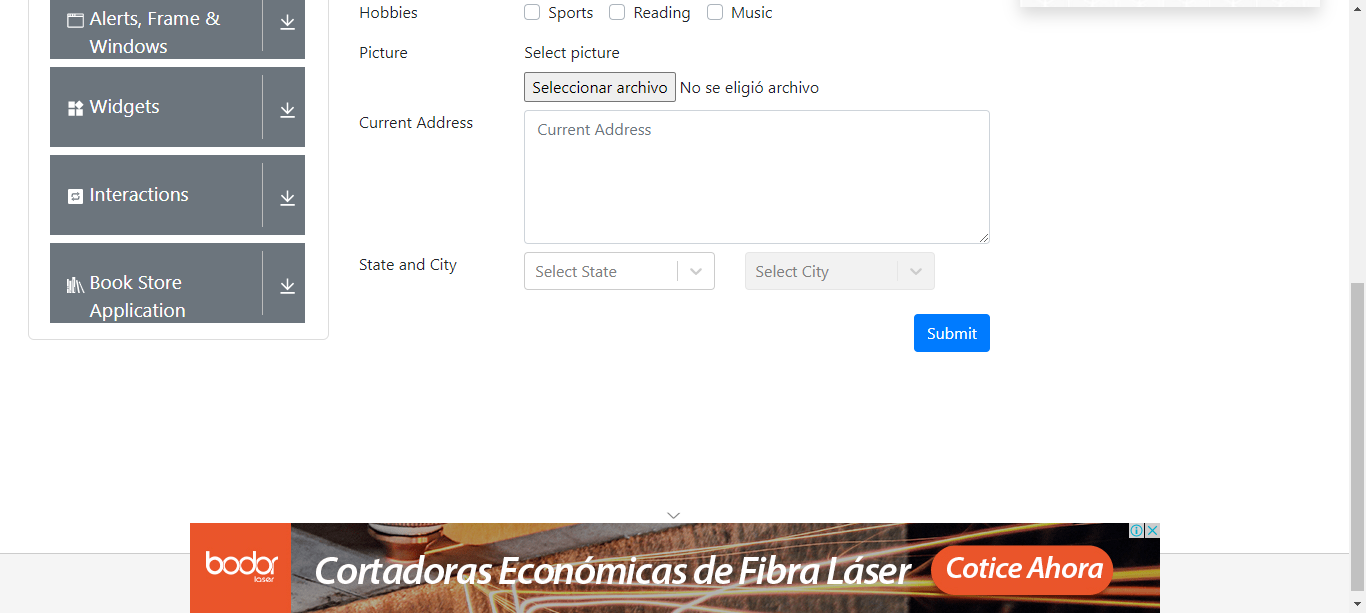 Alerts, Frame &
Windows
Widgets
Interactions
Book Store
Application
Hobbies
Sports Reading Music
Picture
Select picture
Seleccionar archivo No se eligió archivo
Current Address
Current Address
State and City
Select State
Select City
Submit
bodor
laser
Cortadoras Económicas de Fibra Láser
Cotice Ahora